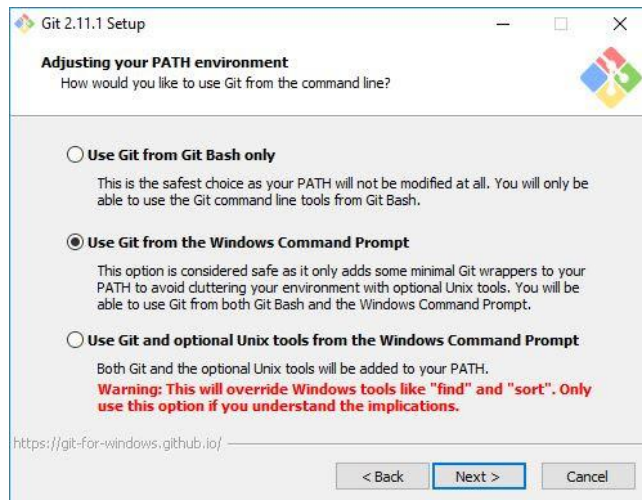 Git 2.11.1 Setup
Adjusting your PATH environment
How would you like to use Git from the command line?
Use Git from Git Bash only
This is the safest choice as your PATH will not be modified at all. You will only be
able to use the Git command line tools from Git Bash.
Use Git from the Windows Command Prompt
This option is considered safe as it only adds some minimal Git wrappers to your
PATH to avoid cluttering your environment with optional Unix tools. You will be
able to use Git from both Git Bash and the Windows Command Prompt.
Use Git and optional Unix tools from the Windows Command Prompt
Both Git and the optional Unix tools will be added to your PATH.
Warning: This will override Windows tools like "find" and "sort". Only
use this option if you understand the implications.
https://git-for-windows.github.io/
< Back Next > Cancel